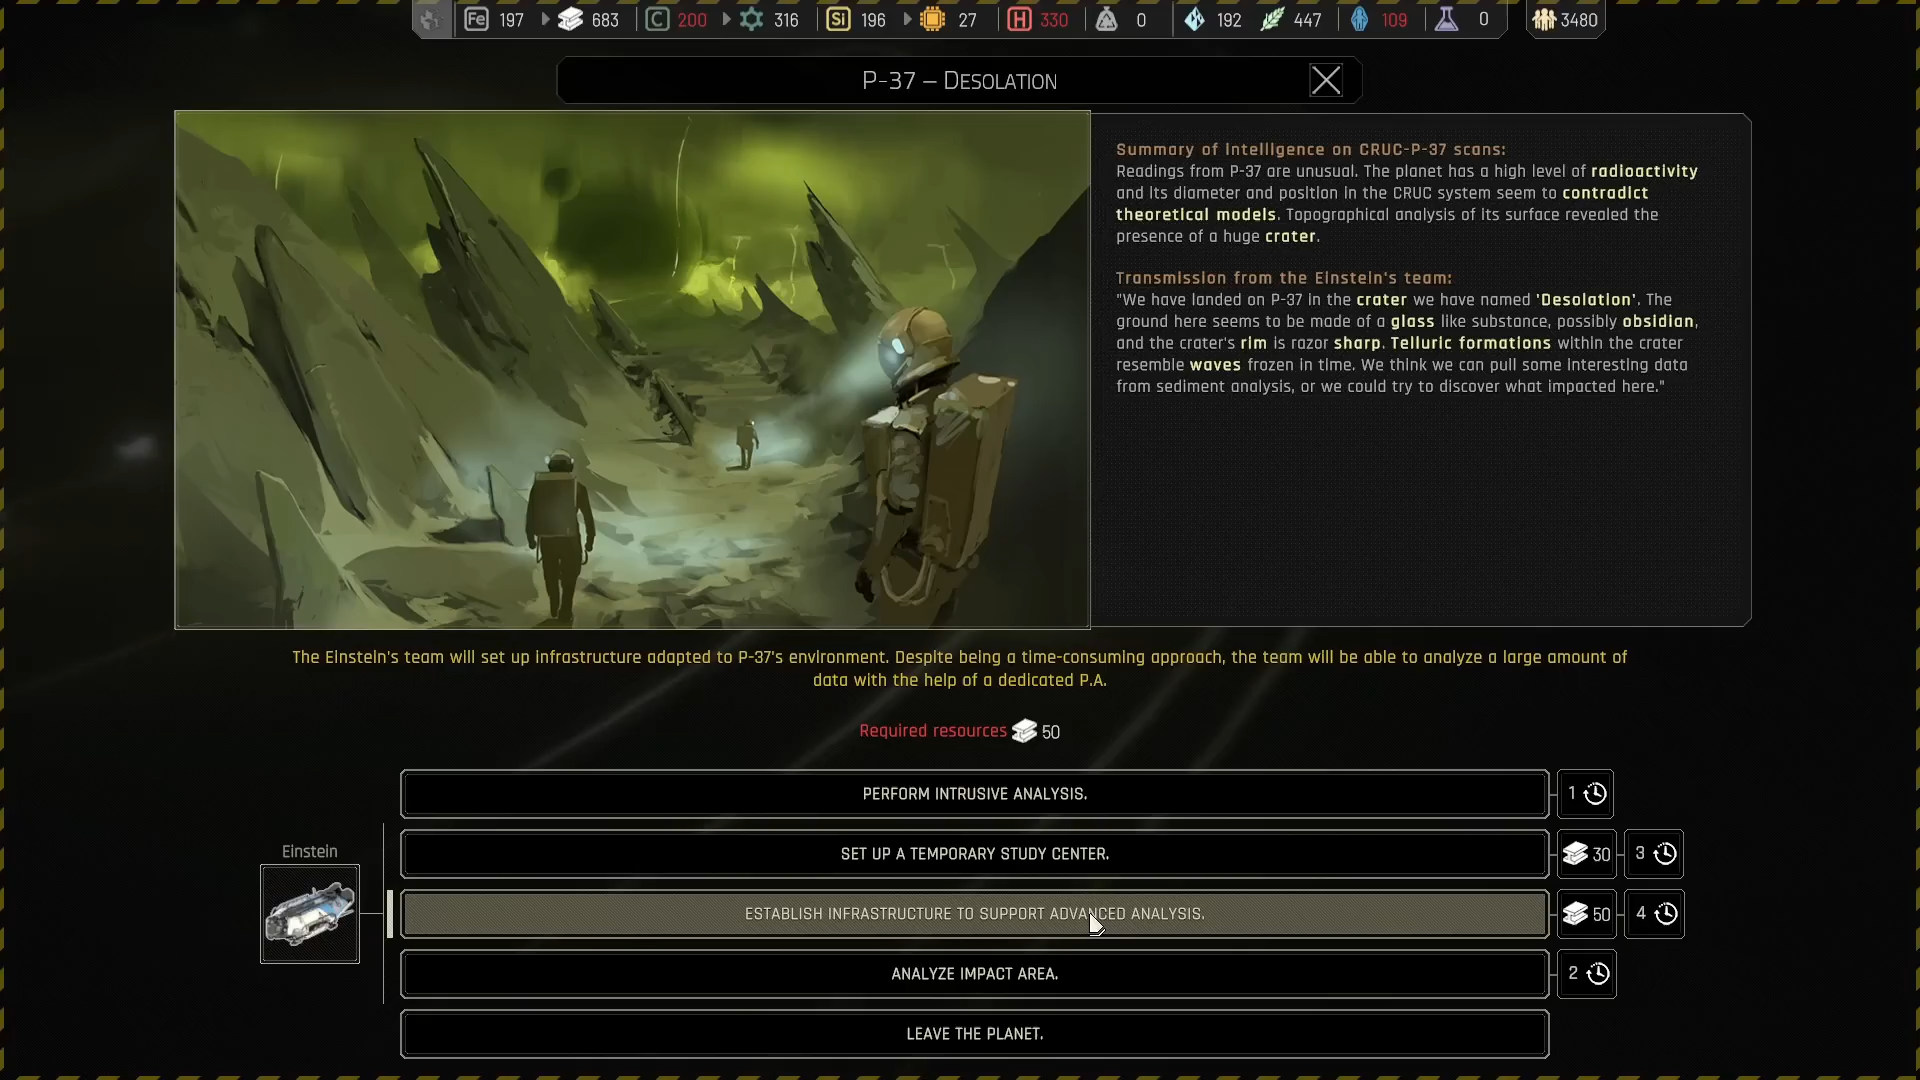 Fe 197 683 C 200 316 Si 196 27 H 330 0 192 447 109 0 3480
P-37 – Desolation
Summary of Intelligence on CRUC-P-37 scans:
Readings from P-37 are unusual. The planet has a high level of radioactivity
and its diameter and position in the CRUC system seem to contradict
theoretical models. Topographical analysis of its surface revealed the
presence of a huge crater.
Transmission from the Einstein's team:
"We have landed on P-37 in the crater we have named 'Desolation'. The
ground here seems to be made of a glass like substance, possibly obsidian,
and the crater's rim is razor sharp. Telluric formations within the crater
resemble waves frozen in time. We think we can pull some interesting data
from sediment analysis, or we could try to discover what impacted here."
The Einstein's team will set up infrastructure adapted to P-37's environment. Despite being a time-consuming approach, the team will be able to analyze a large amount of
data with the help of a dedicated P.A.
Required resources 50
PERFORM INTRUSIVE ANALYSIS. 1
SET UP A TEMPORARY STUDY CENTER. 30 3
Einstein
ESTABLISH INFRASTRUCTURE TO SUPPORT ADVANCED ANALYSIS. 50 4
ANALYZE IMPACT AREA. 2
LEAVE THE PLANET.